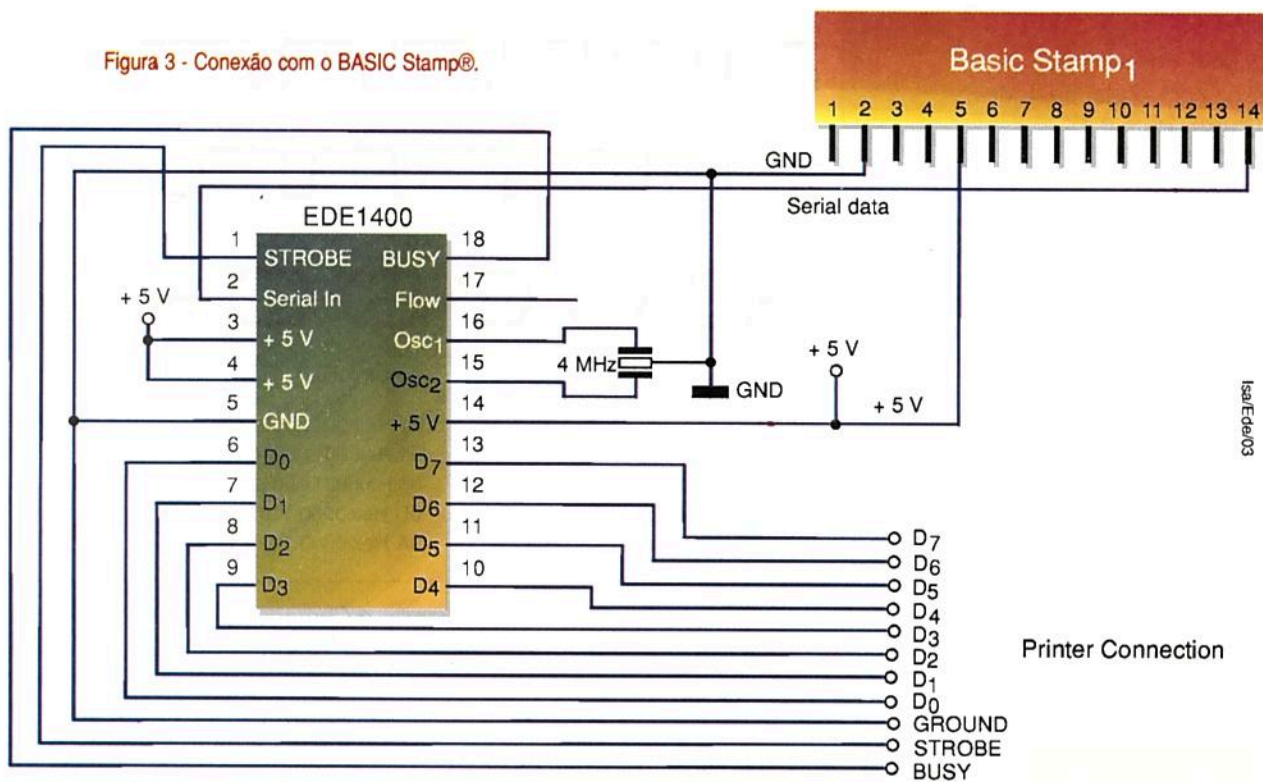 Figura 3 - Conexão com o BASIC Stamp®.
Basic Stamp1
1 2 3 4 5 6 7 8 9 10 11 12 13 14
GND
Serial data
EDE1400
1 STROBE BUSY 18
2 Serial In Flow 17
+ 5 V
3 + 5 V Osc1 16
4 + 5 V Osc2 15
4 MHz
GND
+ 5 V
+ 5 V
5 GND + 5 V 14
6 D0 D7 13
7 D1 D6 12
8 D2 D5 11
9 D3 D4 10
Isa/Ede/03
D7
D6
D5
D4
D3
D2
D1
D0
GROUND
STROBE
BUSY
Printer Connection